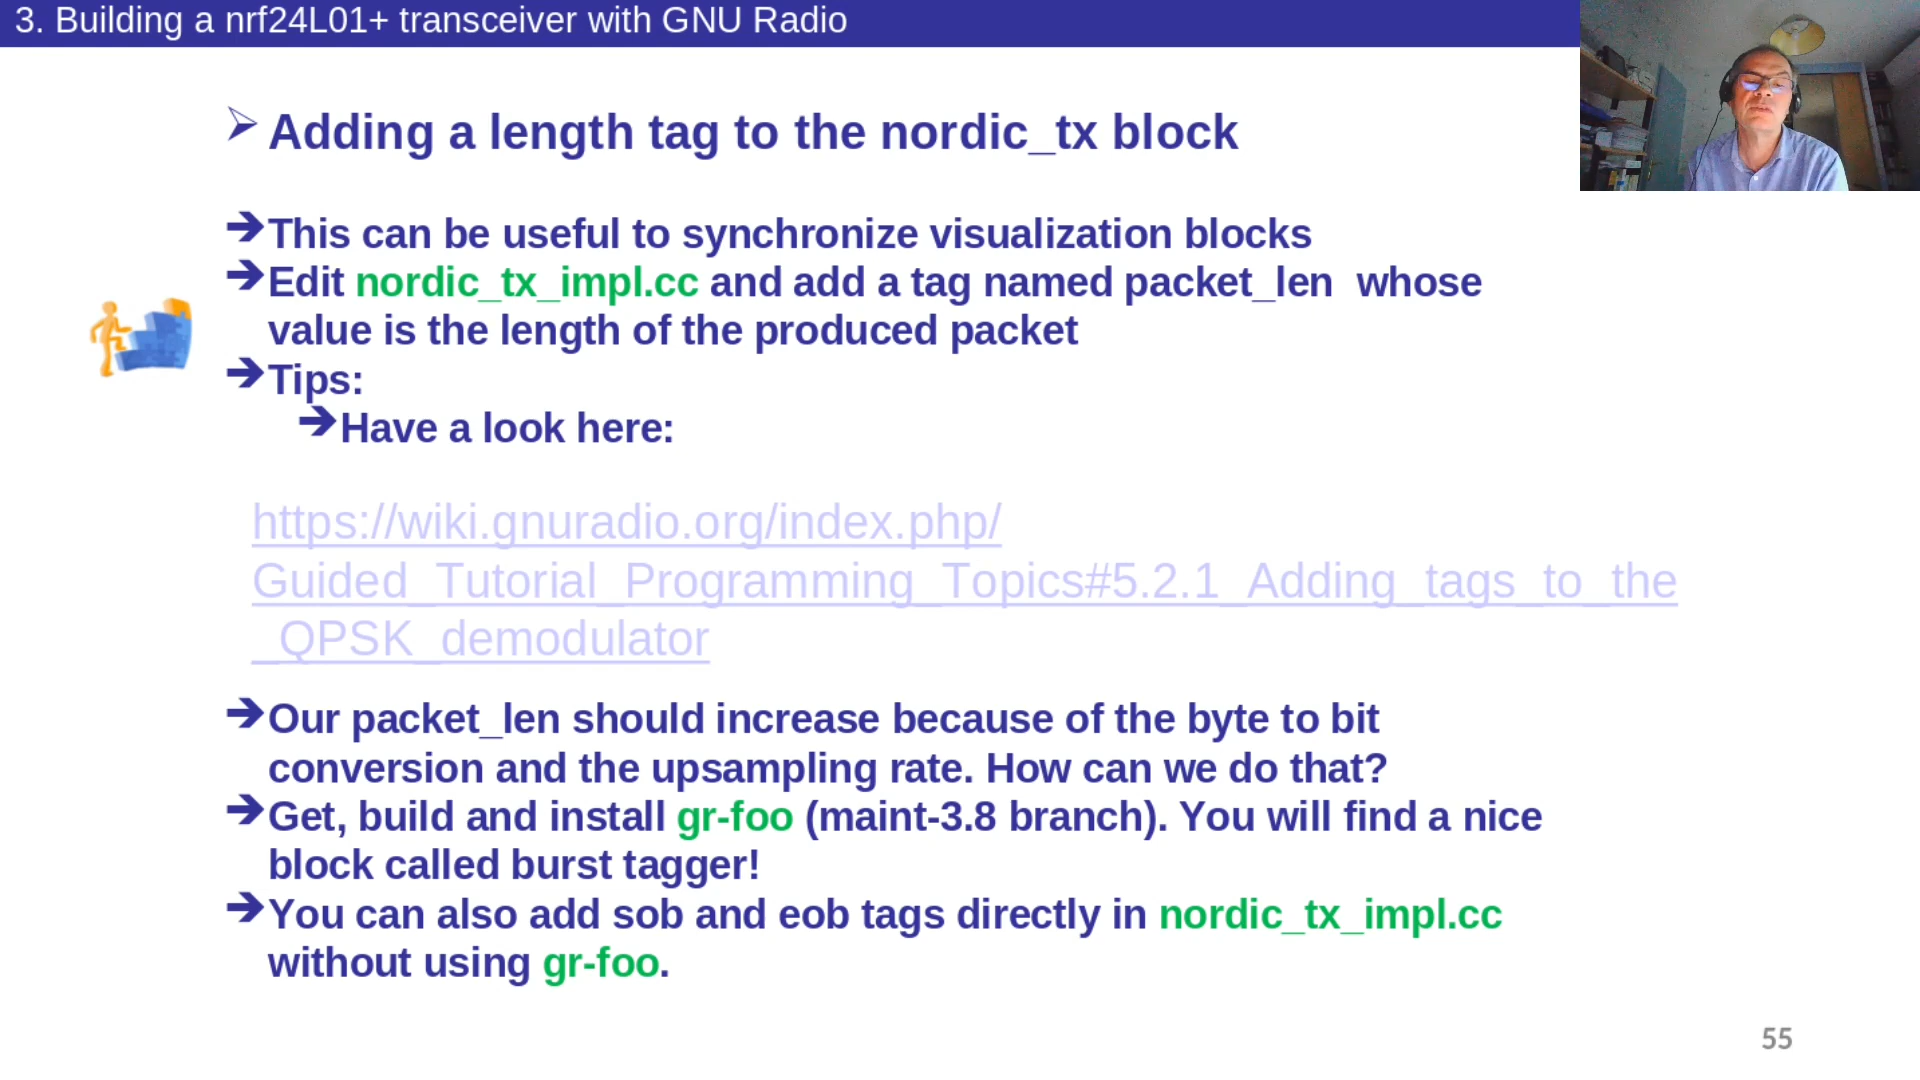 3. Building a nrf24L01+ transceiver with GNU Radio
Adding a length tag to the nordic_tx block
This can be useful to synchronize visualization blocks
Edit nordic_tx_impl.cc and add a tag named packet_len whose
value is the length of the produced packet
Tips:
Have a look here:
https://wiki.gnuradio.org/index.php/
Guided_Tutorial_Programming_Topics#5.2.1_Adding_tags_to_the
_QPSK_demodulator
Our packet_len should increase because of the byte to bit
conversion and the upsampling rate. How can we do that?
Get, build and install gr-foo (maint-3.8 branch). You will find a nice
block called burst tagger!
You can also add sob and eob tags directly in nordic_tx_impl.cc
without using gr-foo.
55